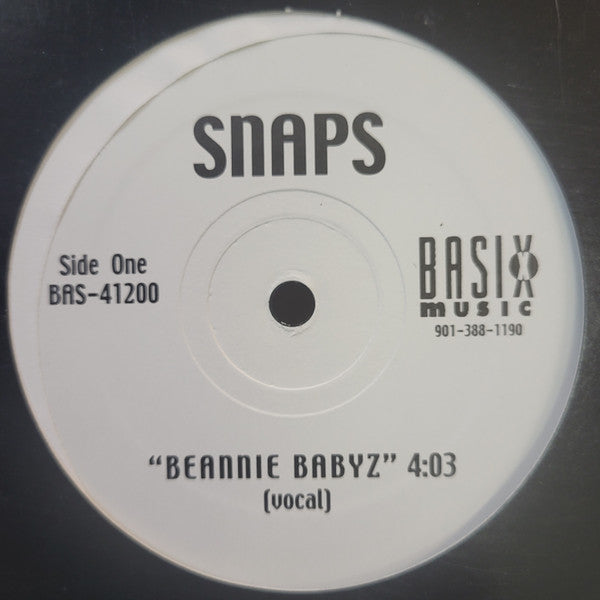 SNAPS
Side One
BAS-41200
BASIX
MUSIC
901-388-1190
"BEANNIE BABYZ" 4:03
(vocal)